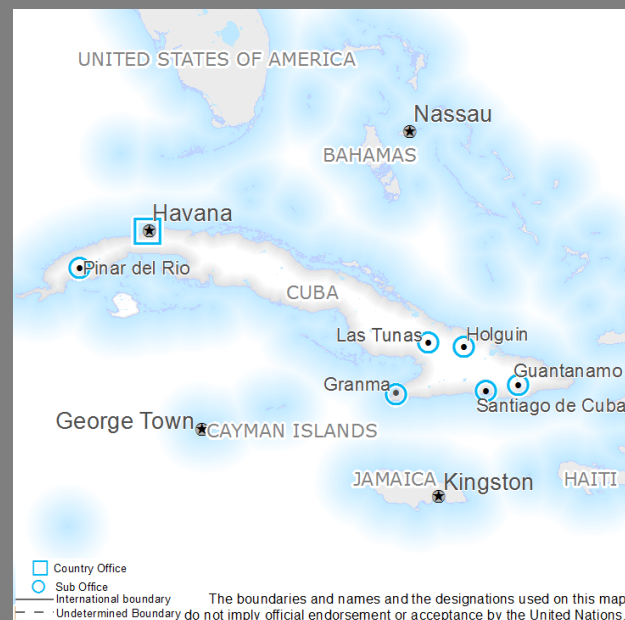 UNITED STATES OF AMERICA
Nassau
BAHAMAS
Havana
Pinar del Rio
CUBA
Las Tunas
Holguin
Guantanamo
Granma
Santiago de Cuba
George Town
CAYMAN ISLANDS
JAMAICA
Kingston
HAITI
Country Office
Sub Office
International boundary
Undetermined Boundary
The boundaries and names and the designations used on this map
do not imply official endorsement or acceptance by the United Nations.